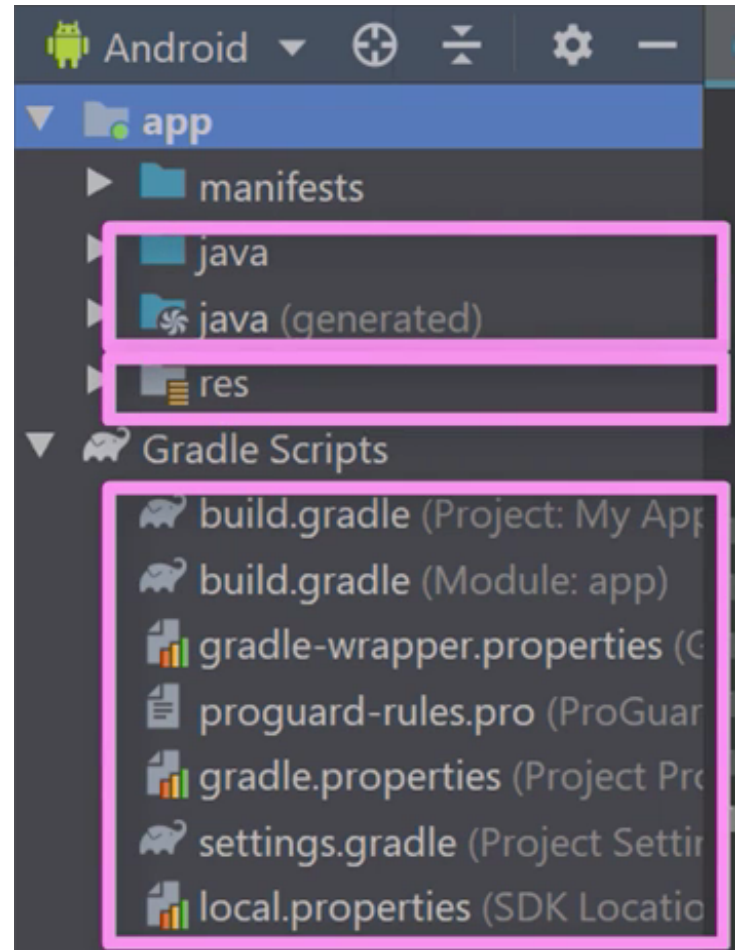 Android
app
manifests
java
java (generated)
res
Gradle Scripts
build.gradle (Project: My App
build.gradle (Module: app)
gradle-wrapper.properties (G
proguard-rules.pro (ProGuar
gradle.properties (Project Pro
settings.gradle (Project Settin
local.properties (SDK Locatio